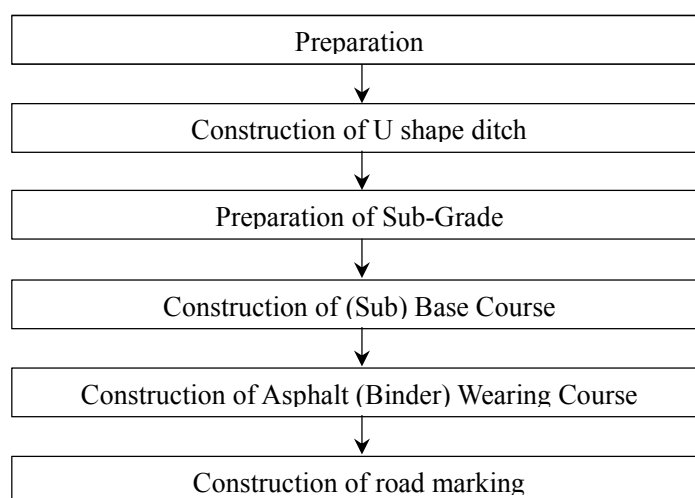 Preparation
Construction of U shape ditch
Preparation of Sub-Grade
Construction of (Sub) Base Course
Construction of Asphalt (Binder) Wearing Course
Construction of road marking